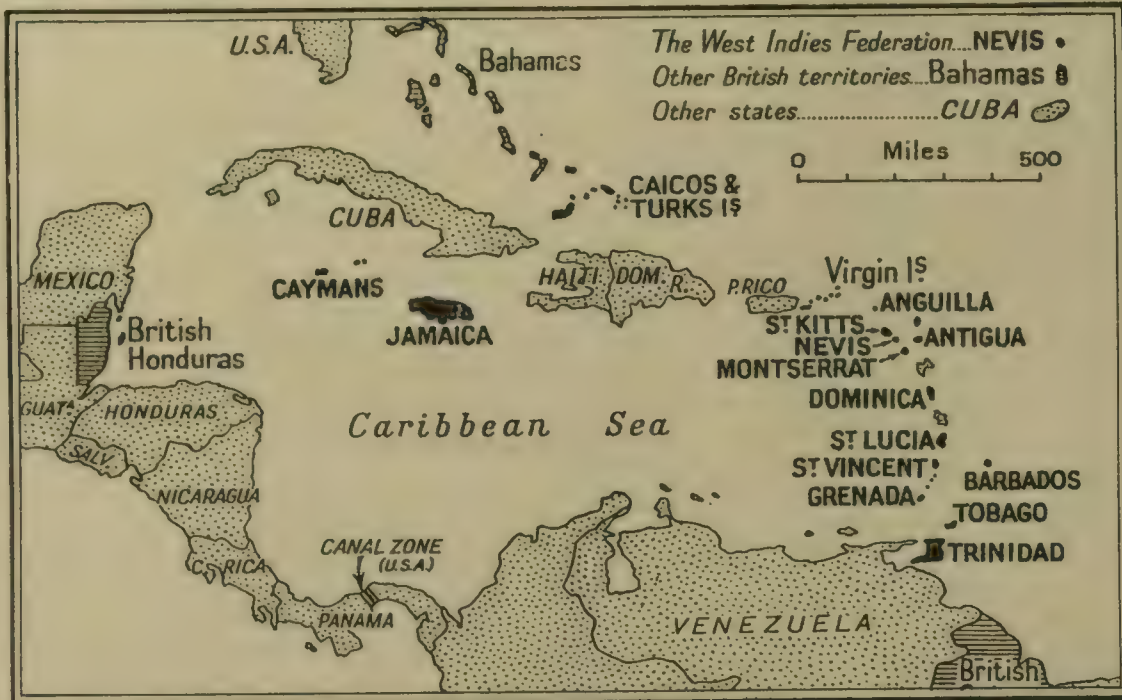 The West Indies Federation....NEVIS
Other British territories....Bahamas
Other states......................CUBA
0 Miles 500
U.S.A.
Bahamas
CAICOS &
TURKS Is
CUBA
MEXICO
CAYMANS
HAITI
DOM. R.
P. RICO
Virgin Is
ANGUILLA
JAMAICA
St KITTS
NEVIS
ANTIGUA
MONTSERRAT
British
Honduras
DOMINICA
GUATA
HONDURAS
Caribbean Sea
St LUCIA
SALV
St VINCENT
BARBADOS
NICARAGUA
GRENADA
TOBAGO
CANAL ZONE
(U.S.A.)
TRINIDAD
C. RICA
PANAMA
VENEZUELA
British